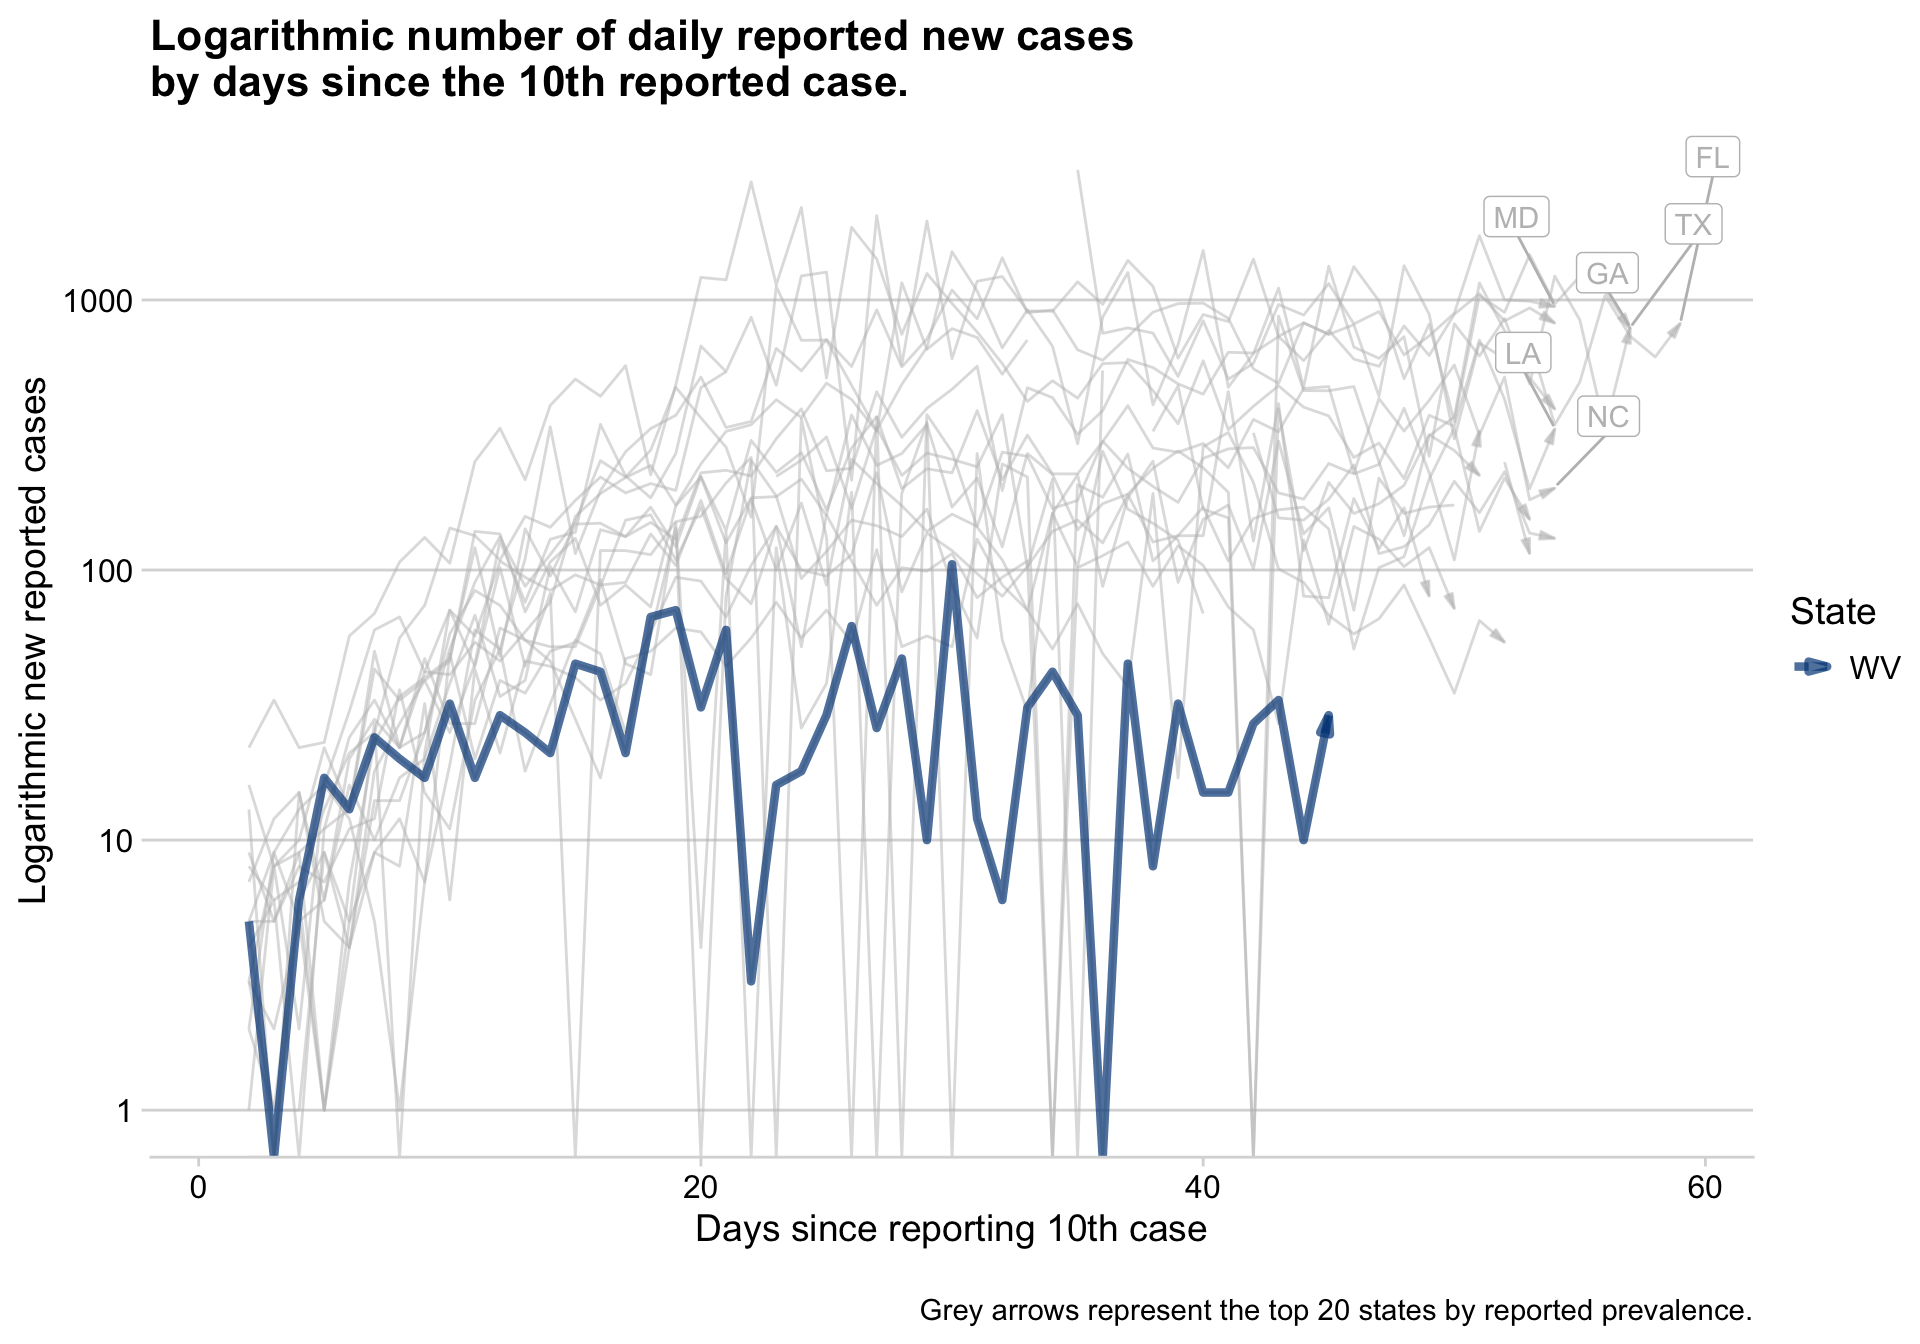 Logarithmic number of daily reported new cases
by days since the 10th reported case.
Logarithmic new reported cases
1000
100
10
1
FL
MD
TX
GA
LA
NC
State
WV
0
20
40
60
Days since reporting 10th case
Grey arrows represent the top 20 states by reported prevalence.